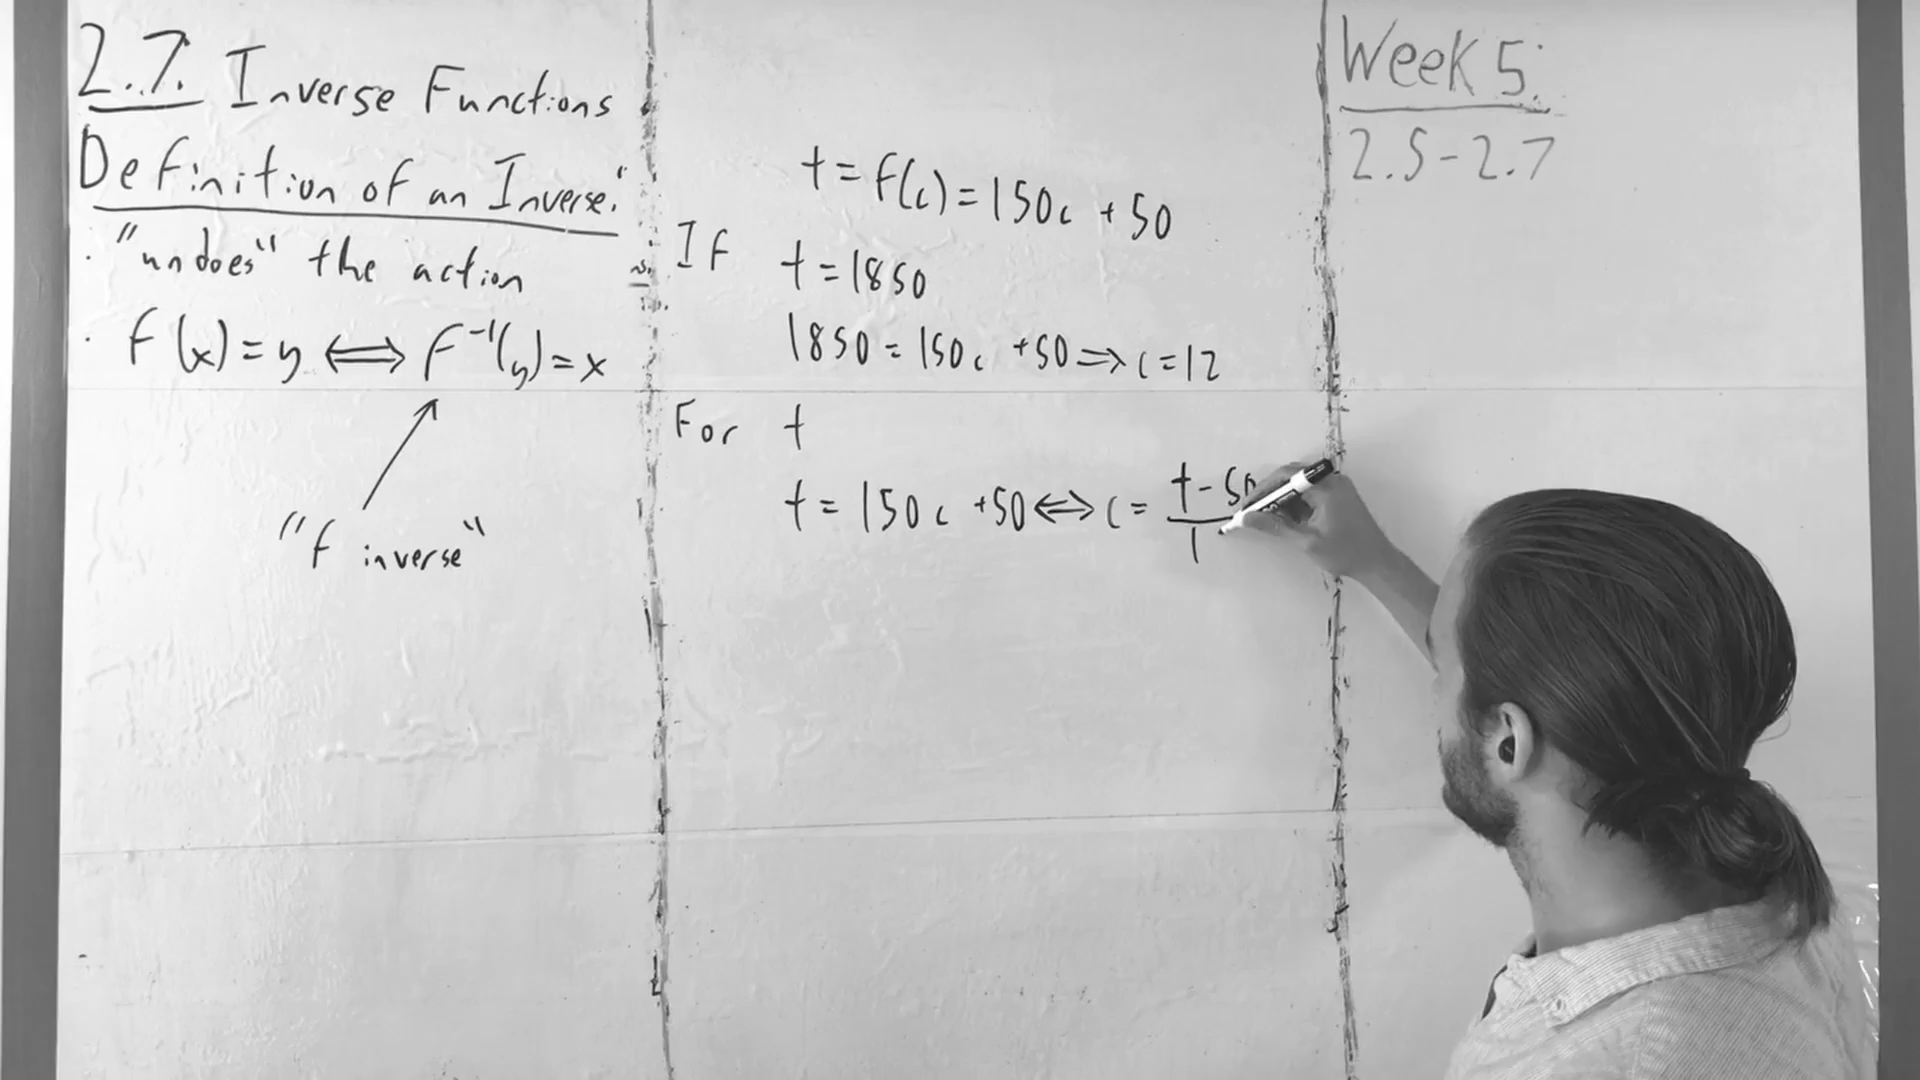 2.7. Inverse Functions
Definition of an Inverse:
· "undoes" the action
· f(x) = y ⟺ f⁻¹(y) = x
"f inverse"
t = f(c) = 150c + 50
If t = 1850
1850 = 150c + 50 ⇒ c = 12
For t
t = 150c + 50 ⟺ c = t - 50 / 1
Week 5:
2.5 - 2.7